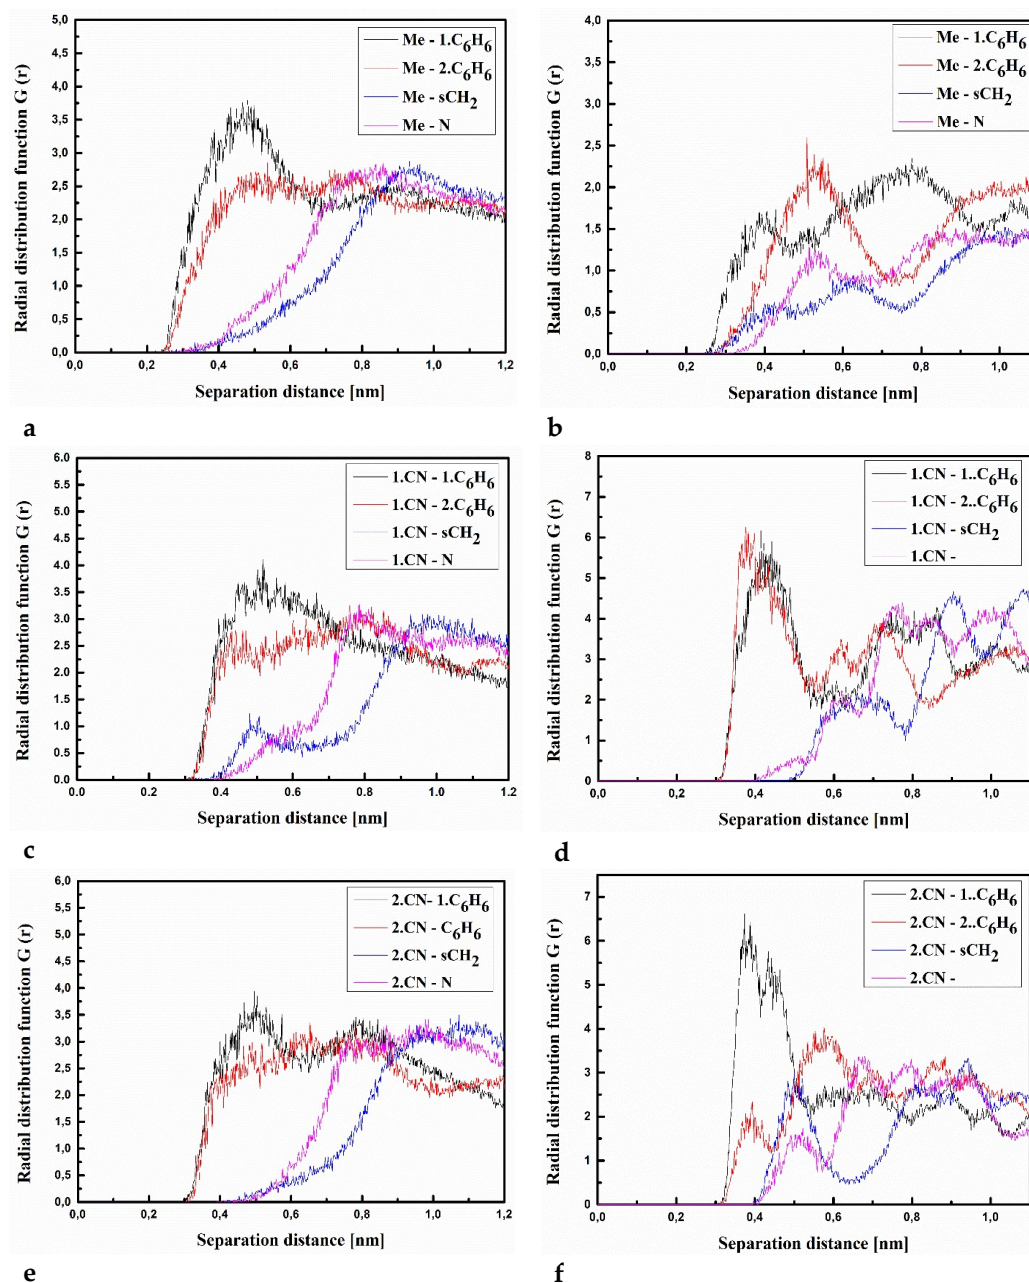 5,0
4,5
4,0
3,5
3,0
2,5
2,0
1,5
1,0
0,5
0,0
Radial distribution function G (r)
Me - 1.C6H6
Me - 2.C6H6
Me - sCH2
Me - N
0,0 0,2 0,4 0,6 0,8 1,0 1,2
Separation distance [nm]
a
4,0
3,5
3,0
2,5
2,0
1,5
1,0
0,5
0,0
Radial distribution function G (r)
Me - 1.C6H6
Mc - 2.C6H6
Me - sCH2
Me - N
0,0 0,2 0,4 0,6 0,8 1,0
Separation distance [nm]
b
6.0
5.5
5.0
4.5
4.0
3.5
3.0
2.5
2.0
1.5
1.0
0.5
0.0
Radial distribution function G (r)
1.CN - 1.C6H6
1.CN - 2.C6H6
1.CN - sCH2
1.CN - N
0.0 0.2 0.4 0.6 0.8 1.0 1.2
Separation distance [nm]
c
8
7
6
5
4
3
2
1
0
Radial distribution function G (r)
1.CN - 1..C6H6
1.CN - 2..C6H6
1.CN - sCH2
1.CN -
0,0 0,2 0,4 0,6 0,8 1,0
Separation distance [nm]
d
6,0
5,5
5,0
4,5
4,0
3,5
3,0
2,5
2,0
1,5
1,0
0,5
0,0
Radial distribution function G (r)
2.CN- 1.C6H6
2.CN - C6H6
2.CN - sCH2
2.CN - N
0,0 0,2 0,4 0,6 0,8 1,0 1,2
Separation distance [nm]
e
7
6
5
4
3
2
1
0
Radial distribution function G (r)
2.CN - 1..C6H6
2.CN - 2..C6H6
2.CN - sCH2
2.CN -
0,0 0,2 0,4 0,6 0,8 1,0
Separation distance [nm]
f